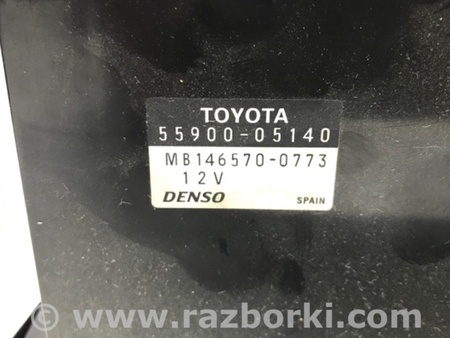 TOYOTA
55900-05140
MB146570-0773
12V
DENSO SPAIN
www.razborki.com